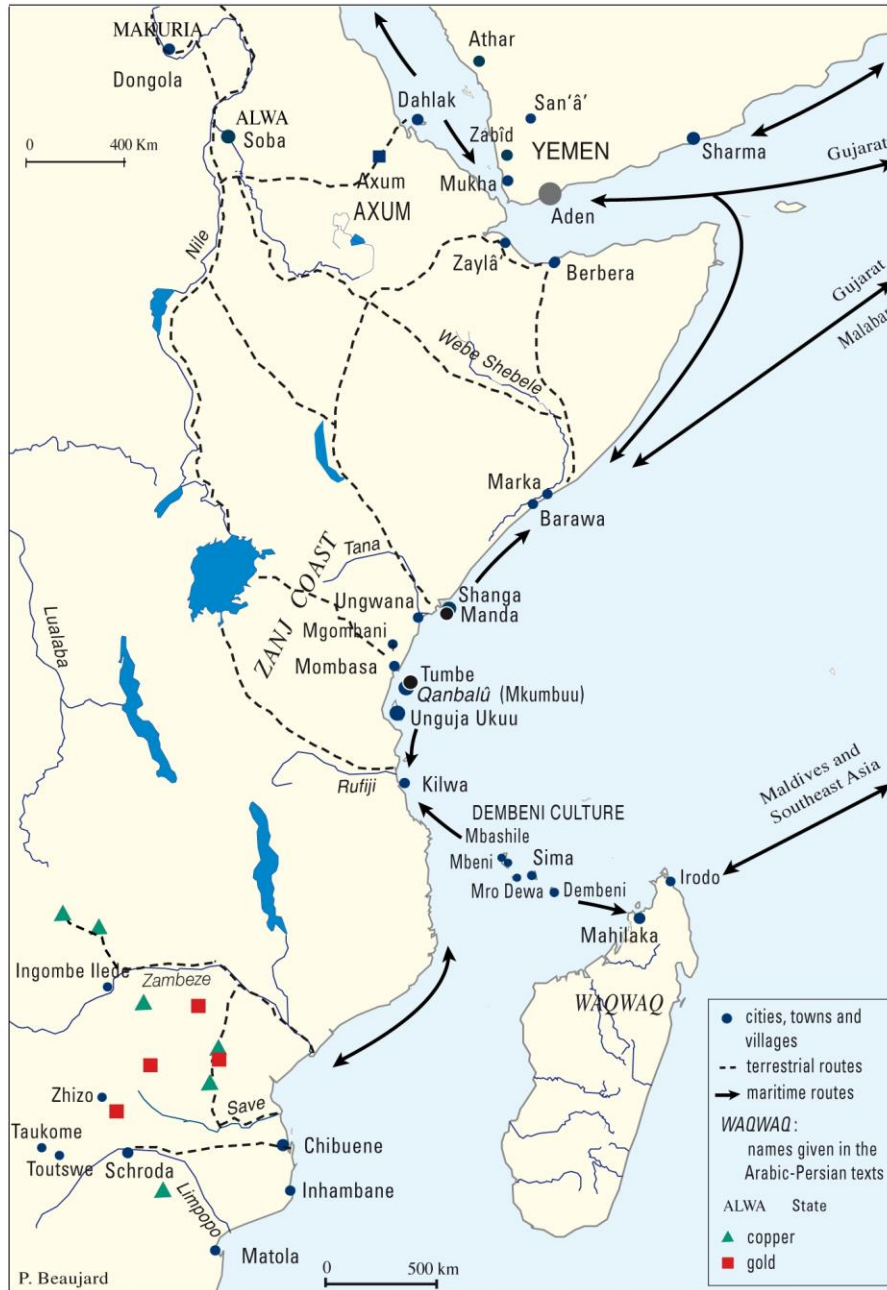 MAKURIA
Dongola
Athar
Dahlak
San‘â’
ALWA
Soba
0 400 Km
Zabîd
YEMEN
Sharma
Axum
Mukha
Gujarat
AXUM
Aden
Nile
Zaylâ‘
Berbera
Gujarat
Malabar
Webe Shebele
Marka
Barawa
ZANJ COAST
Tana
Shanga
Ungwana
Manda
Mgombani
Lualaba
Mombasa
Tumbe
Qanbalû (Mkumbuu)
Unguja Ukuu
Rufiji
Kilwa
Maldives and
Southeast Asia
DEMBENI CULTURE
Mbashile
Mbeni
Sima
Irodo
Mro Dewa
Dembeni
Mahilaka
Ingombe Ilede
Zambeze
WAQWAQ
Zhizo
Save
Taukome
Chibuene
Toutswe
Schroda
Inhambane
Limpopo
Matola
P. Beaujard
0 500 km
cities, towns and
villages
terrestrial routes
maritime routes
WAQWAQ :
names given in the
Arabic-Persian texts
ALWA State
copper
gold